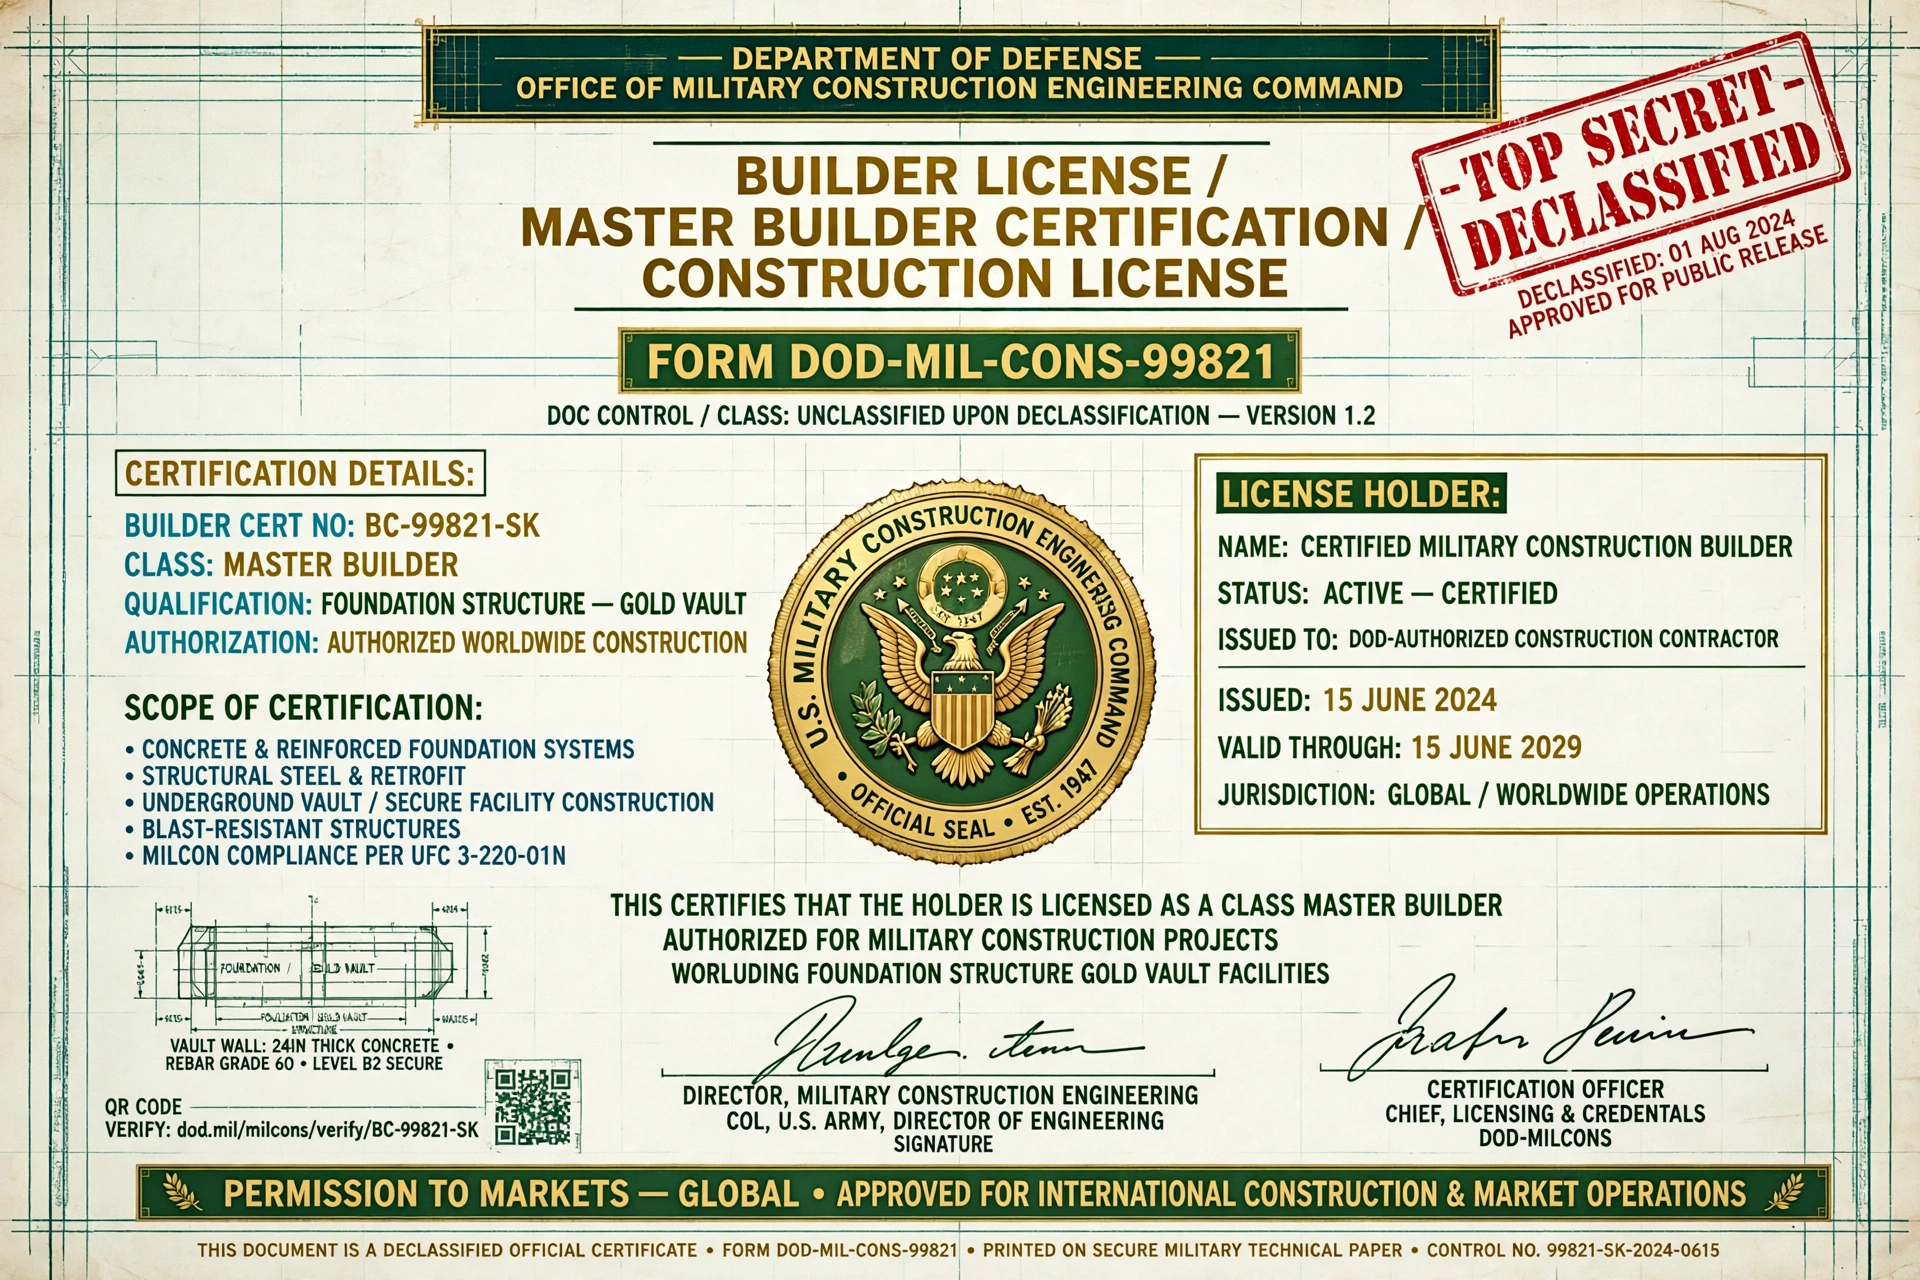 DEPARTMENT OF DEFENSE
OFFICE OF MILITARY CONSTRUCTION ENGINEERING COMMAND
-TOP SECRET-
DECLASSIFIED
DECLASSIFIED: 01 AUG 2024
APPROVED FOR PUBLIC RELEASE
BUILDER LICENSE /
MASTER BUILDER CERTIFICATION /
CONSTRUCTION LICENSE
FORM DOD-MIL-CONS-99821
DOC CONTROL / CLASS: UNCLASSIFIED UPON DECLASSIFICATION — VERSION 1.2
CERTIFICATION DETAILS:
BUILDER CERT NO: BC-99821-SK
CLASS: MASTER BUILDER
QUALIFICATION: FOUNDATION STRUCTURE — GOLD VAULT
AUTHORIZATION: AUTHORIZED WORLDWIDE CONSTRUCTION
SCOPE OF CERTIFICATION:
• CONCRETE & REINFORCED FOUNDATION SYSTEMS
• STRUCTURAL STEEL & RETROFIT
• UNDERGROUND VAULT / SECURE FACILITY CONSTRUCTION
• BLAST-RESISTANT STRUCTURES
• MILCON COMPLIANCE PER UFC 3-220-01N
U.S. MILITARY CONSTRUCTION ENGINERISG COMMAND
• OFFICIAL SEAL • EST. 1947
LICENSE HOLDER:
NAME: CERTIFIED MILITARY CONSTRUCTION BUILDER
STATUS: ACTIVE — CERTIFIED
ISSUED TO: DOD-AUTHORIZED CONSTRUCTION CONTRACTOR
ISSUED: 15 JUNE 2024
VALID THROUGH: 15 JUNE 2029
JURISDICTION: GLOBAL / WORLDWIDE OPERATIONS
THIS CERTIFIES THAT THE HOLDER IS LICENSED AS A CLASS MASTER BUILDER
AUTHORIZED FOR MILITARY CONSTRUCTION PROJECTS
WORLUDING FOUNDATION STRUCTURE GOLD VAULT FACILITIES
FOUNDATION /
VAULT WALL: 24IN THICK CONCRETE •
REBAR GRADE 60 • LEVEL B2 SECURE
QR CODE
VERIFY: dod.mil/milcons/verify/BC-99821-SK
DIRECTOR, MILITARY CONSTRUCTION ENGINEERING
COL, U.S. ARMY, DIRECTOR OF ENGINEERING
SIGNATURE
CERTIFICATION OFFICER
CHIEF, LICENSING & CREDENTIALS
DOD-MILCONS
PERMISSION TO MARKETS — GLOBAL • APPROVED FOR INTERNATIONAL CONSTRUCTION & MARKET OPERATIONS
THIS DOCUMENT IS A DECLASSIFIED OFFICIAL CERTIFICATE • FORM DOD-MIL-CONS-99821 • PRINTED ON SECURE MILITARY TECHNICAL PAPER • CONTROL NO. 99821-SK-2024-0615